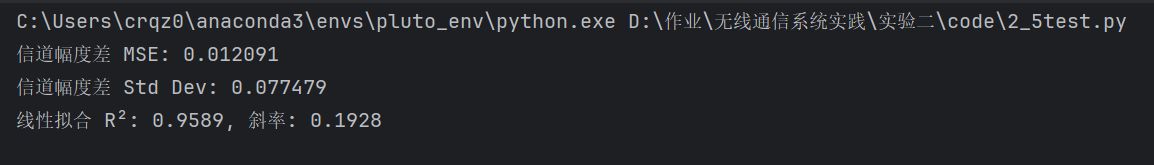 C:\Users\crqz0\anaconda3\envs\pluto_env\python.exe D:\作业\无线通信系统实践\实验二\code\2_5test.py
信道幅度差 MSE: 0.012091
信道幅度差 Std Dev: 0.077479
线性拟合 R²: 0.9589, 斜率: 0.1928